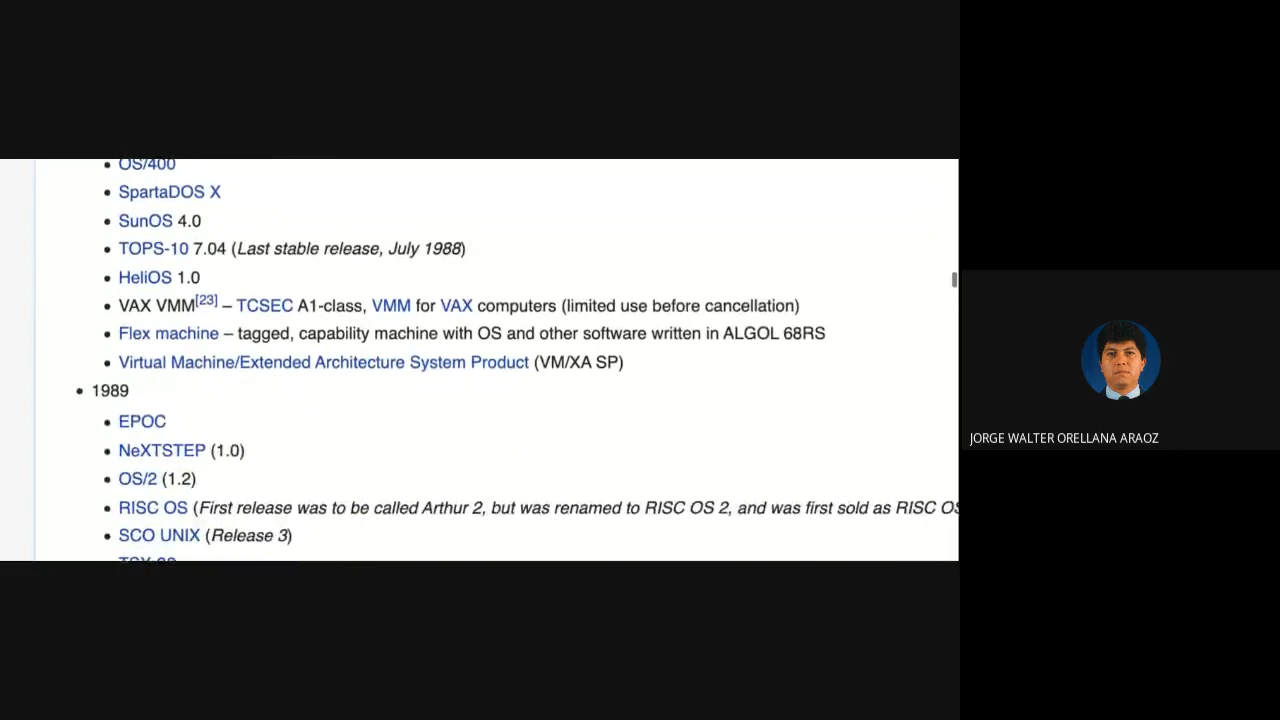 OS/400
SpartaDOS X
SunOS 4.0
TOPS-10 7.04 (Last stable release, July 1988)
HeliOS 1.0
VAX VMM[23] – TCSEC A1-class, VMM for VAX computers (limited use before cancellation)
Flex machine – tagged, capability machine with OS and other software written in ALGOL 68RS
Virtual Machine/Extended Architecture System Product (VM/XA SP)
1989
EPOC
NeXTSTEP (1.0)
OS/2 (1.2)
RISC OS (First release was to be called Arthur 2, but was renamed to RISC OS 2, and was first sold as RISC OS
SCO UNIX (Release 3)
JORGE WALTER ORELLANA ARAOZ